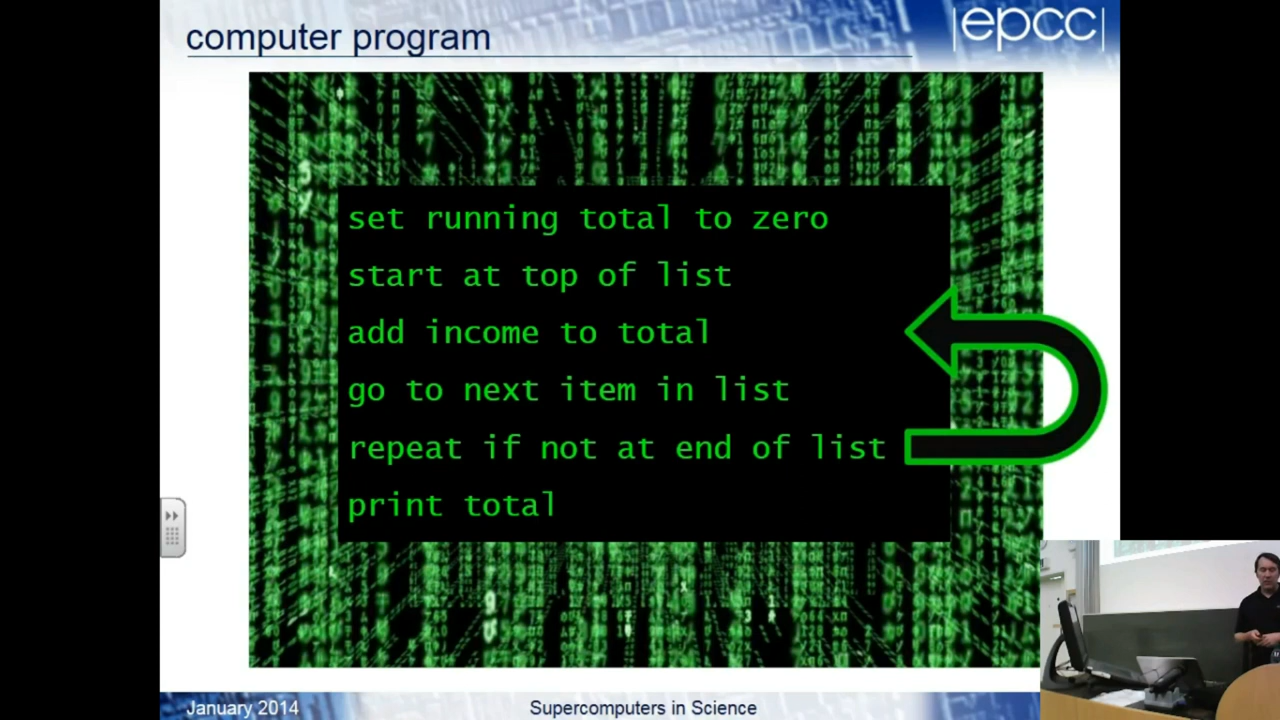 computer program
|epcc|
set running total to zero
start at top of list
add income to total
go to next item in list
repeat if not at end of list
print total
January 2014
Supercomputers in Science